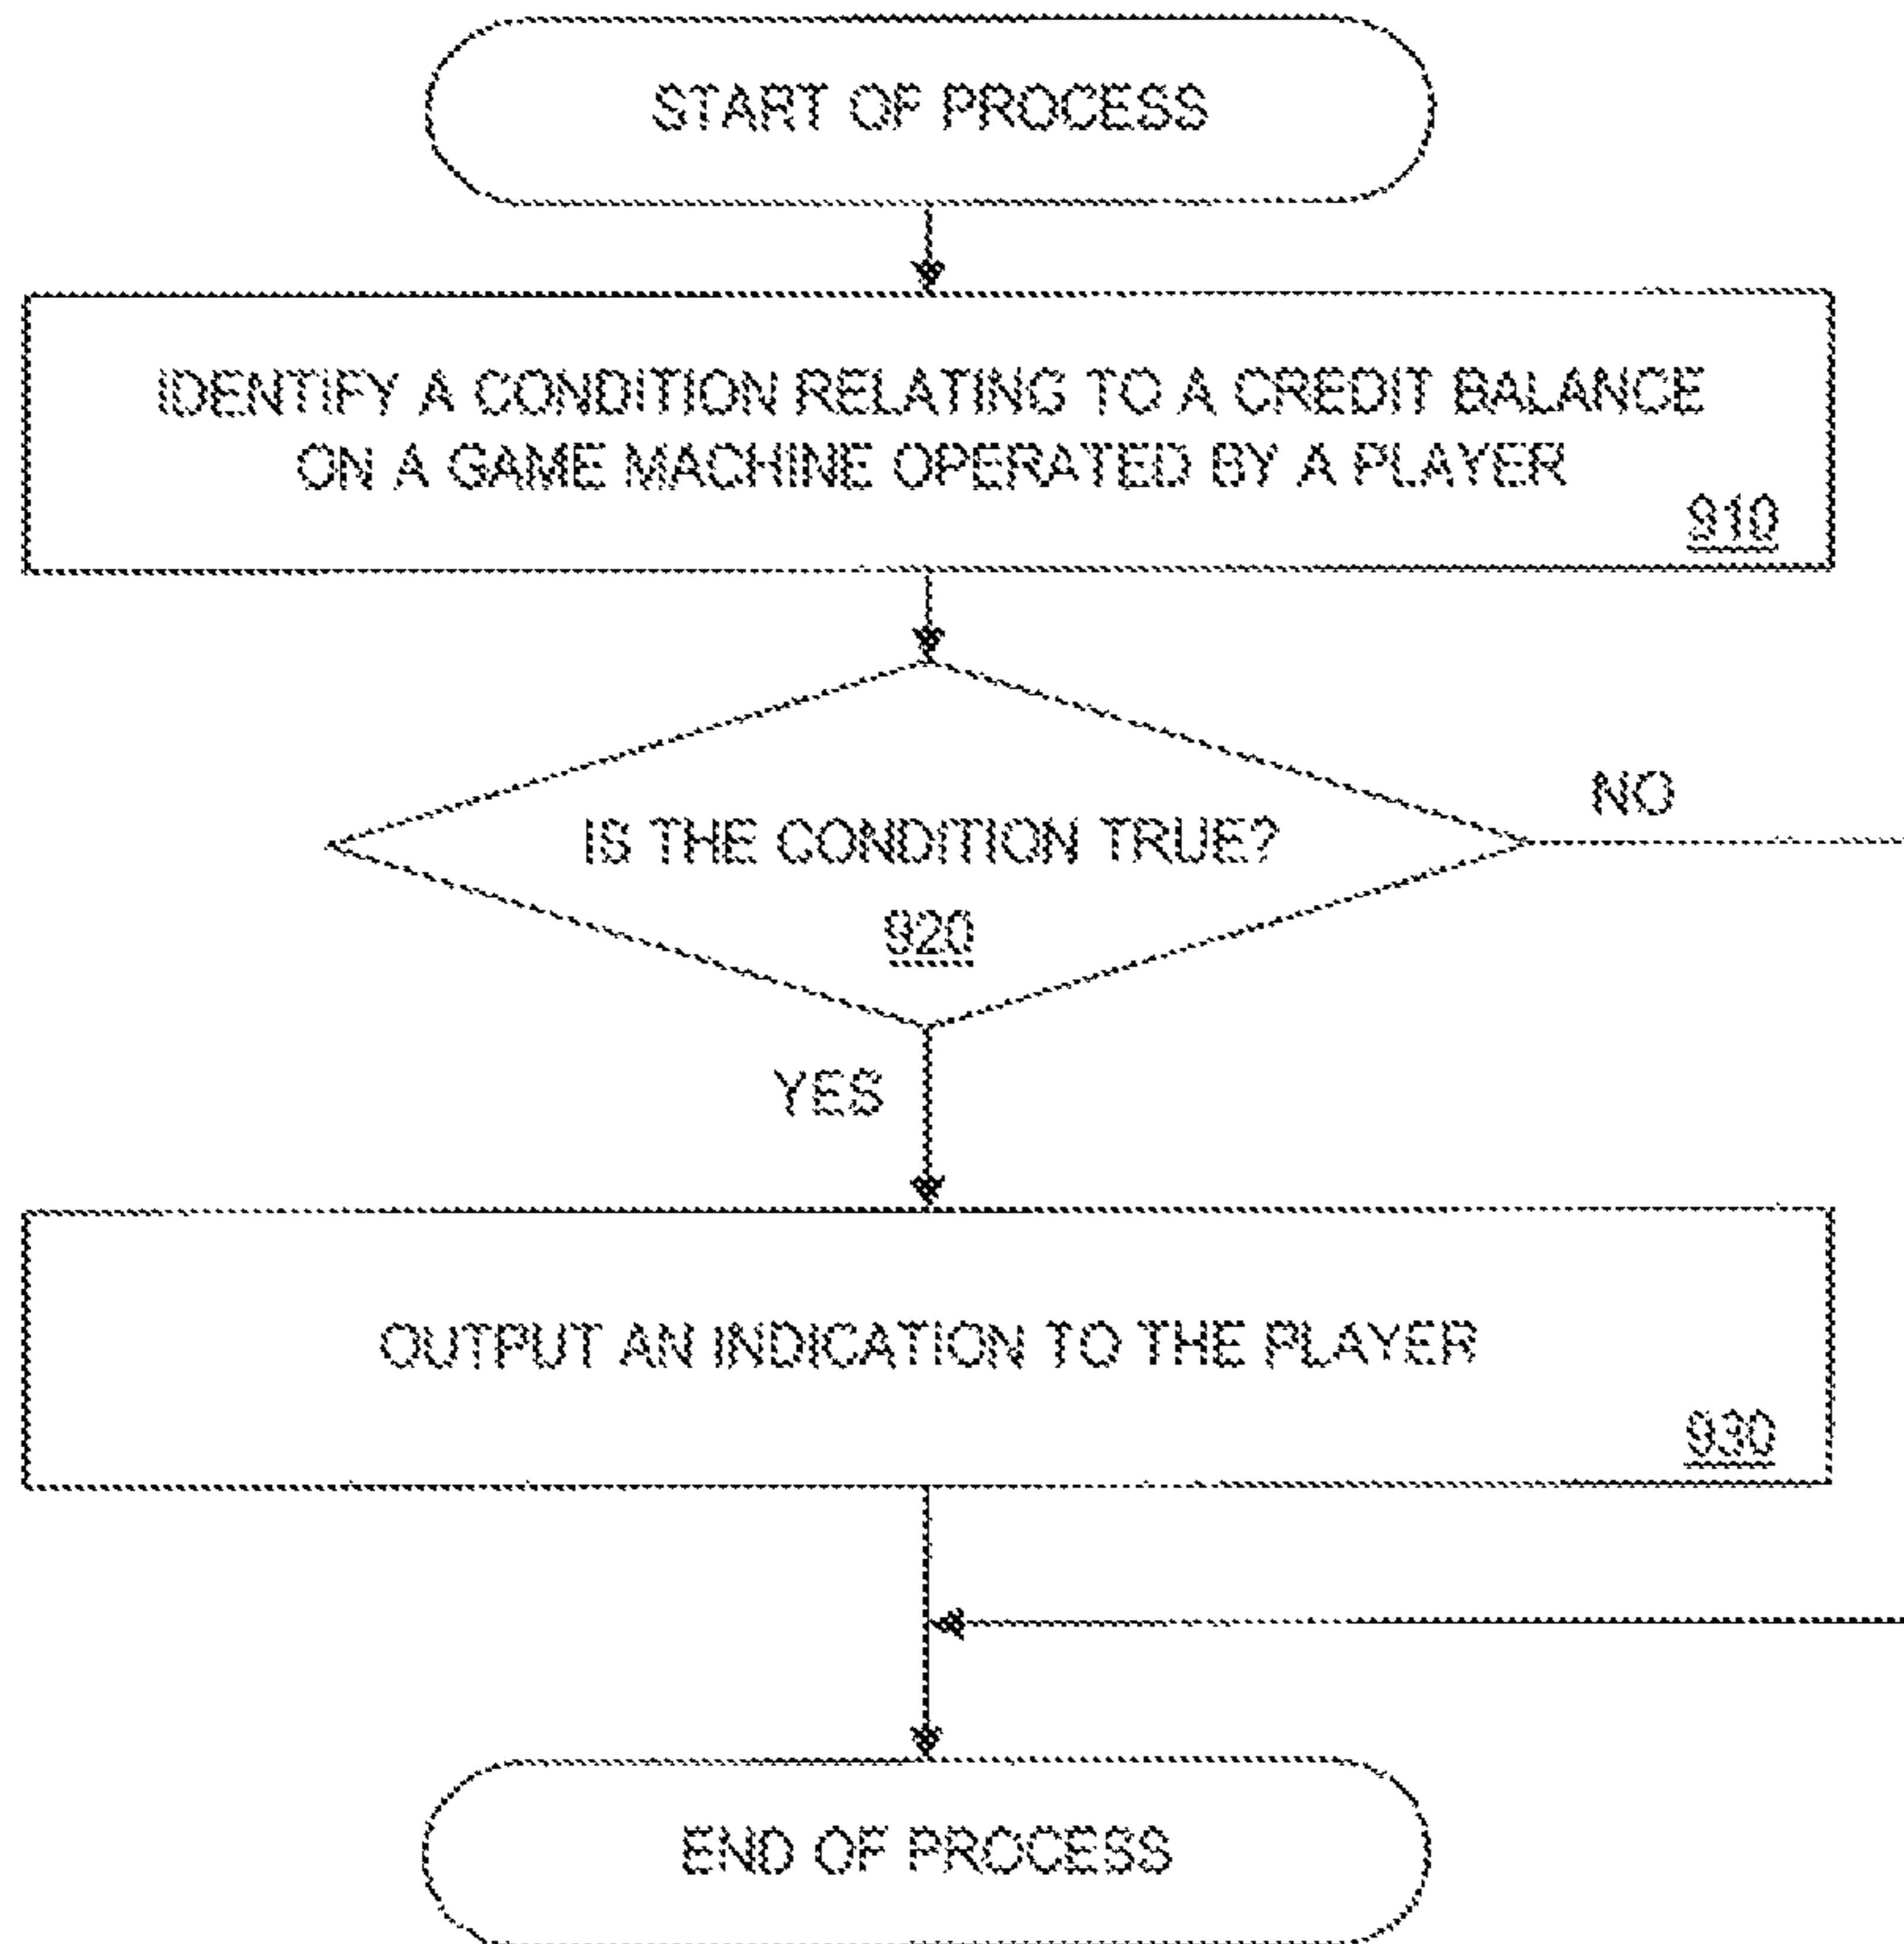 START OF PROCESS
IDENTIFY A CONDITION RELATING TO A CREDIT BALANCE
ON A GAME MACHINE OPERATED BY A PLAYER
910
NO
IS THE CONDITION TRUE?
920
YES
OUTPUT AN INDICATION TO THE PLAYER
930
END OF PROCESS